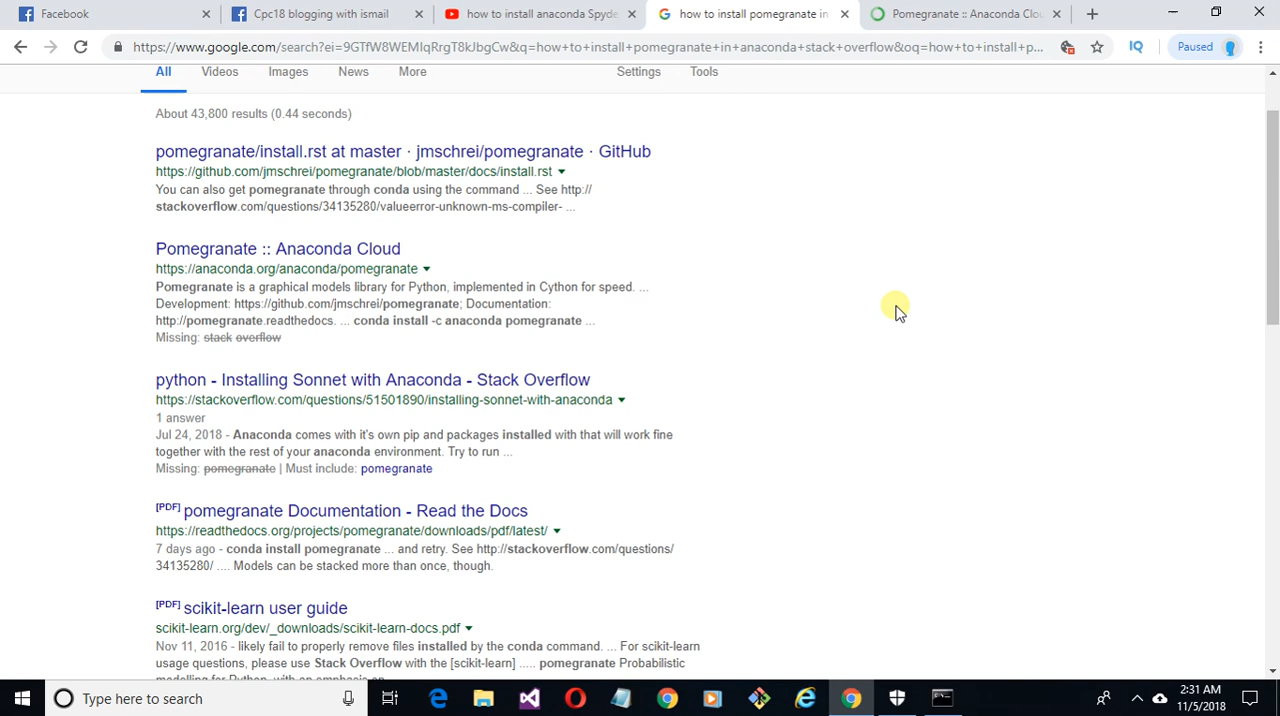 Facebook
Cpc18 blogging with ismail
how to install anaconda Spyde
how to install pomegranate in
Pomegranate :: Anaconda Clou
https://www.google.com/search?ei=9GTfW8WEMIqRrgT8kJbgCw&q=how+to+install+pomegranate+in+anaconda+stack+overflow&oq=how+to+install+p...
IQ
Paused
All
Videos
Images
News
More
Settings
Tools
About 43,800 results (0.44 seconds)
pomegranate/install.rst at master · jmschrei/pomegranate · GitHub
https://github.com/jmschrei/pomegranate/blob/master/docs/install.rst
You can also get pomegranate through conda using the command ... See http://
stackoverflow.com/questions/34135280/valueerror-unknown-ms-compiler- ...
Pomegranate :: Anaconda Cloud
https://anaconda.org/anaconda/pomegranate
Pomegranate is a graphical models library for Python, implemented in Cython for speed. ...
Development: https://github.com/jmschrei/pomegranate; Documentation:
http://pomegranate.readthedocs. ... conda install -c anaconda pomegranate ...
Missing: stack overflow
python - Installing Sonnet with Anaconda - Stack Overflow
https://stackoverflow.com/questions/51501890/installing-sonnet-with-anaconda
1 answer
Jul 24, 2018 - Anaconda comes with it's own pip and packages installed with that will work fine
together with the rest of your anaconda environment. Try to run ...
Missing: pomegranate | Must include: pomegranate
[PDF] pomegranate Documentation - Read the Docs
https://readthedocs.org/projects/pomegranate/downloads/pdf/latest/
7 days ago - conda install pomegranate ... and retry. See http://stackoverflow.com/questions/
34135280/ .... Models can be stacked more than once, though.
[PDF] scikit-learn user guide
scikit-learn.org/dev/_downloads/scikit-learn-docs.pdf
Nov 11, 2016 - likely fail to properly remove files installed by the conda command. ... For scikit-learn
usage questions, please use Stack Overflow with the [scikit-learn] ..... pomegranate Probabilistic
modelling for Python, with an emphasis on
Type here to search
2:31 AM
11/5/2018